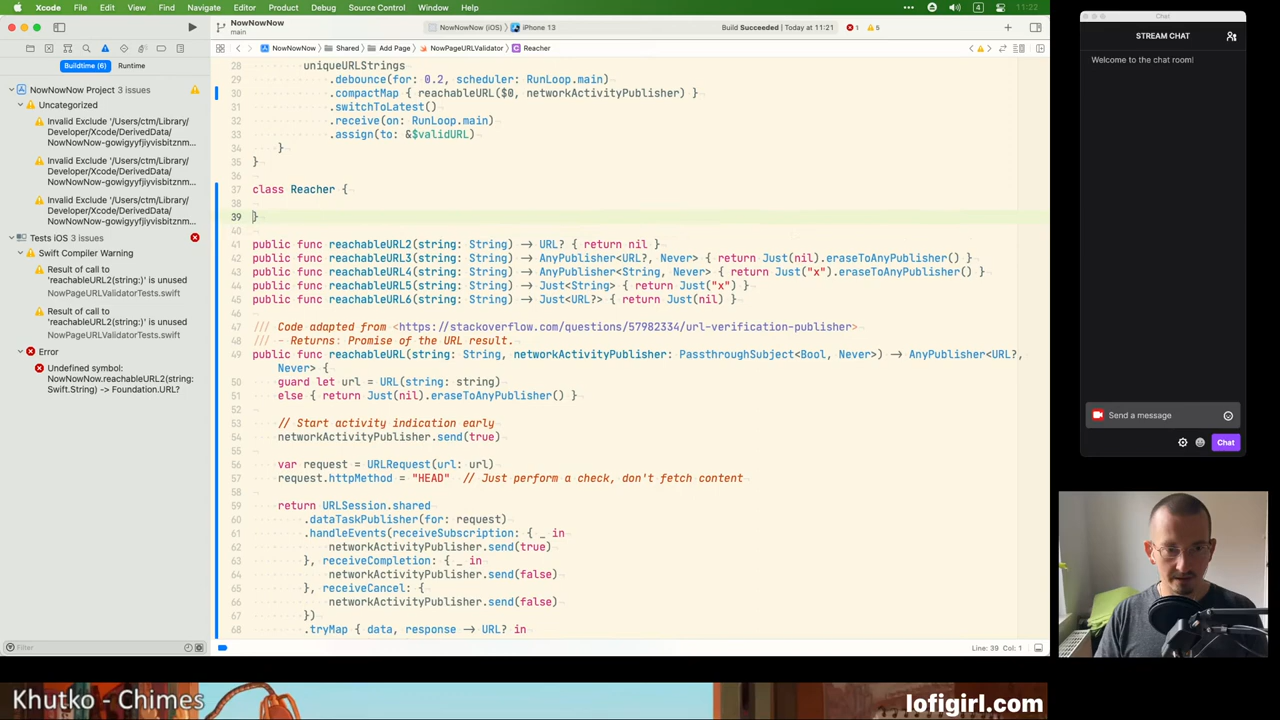 Xcode File Edit View Find Navigate Editor Product Debug Source Control Window Help 4 11:22
NowNowNow
main
NowNowNow (iOS) iPhone 13
Build Succeeded | Today at 11:21
1 5
NowNowNow Shared Add Page NowPageURLValidator Reacher
Buildtime (6) Runtime
NowNowNow Project 3 issues
Uncategorized
Invalid Exclude '/Users/ctm/Library/
Developer/Xcode/DerivedData/
NowNowNow-gowigyyfjiyvisbitznm...
Invalid Exclude '/Users/ctm/Library/
Developer/Xcode/DerivedData/
NowNowNow-gowigyyfjiyvisbitznm...
Invalid Exclude '/Users/ctm/Library/
Developer/Xcode/DerivedData/
NowNowNow-gowigyyfjiyvisbitznm...
Tests iOS 3 issues
Swift Compiler Warning
Result of call to
'reachableURL2(string:)' is unused
NowPageURLValidatorTests.swift
Result of call to
'reachableURL2(string:)' is unused
NowPageURLValidatorTests.swift
Error
Undefined symbol:
NowNowNow.reachableURL2(string:
Swift.String) -> Foundation.URL?
Filter
28 uniqueURLStrings
29 .debounce(for: 0.2, scheduler: RunLoop.main)
30 .compactMap { reachableURL($0, networkActivityPublisher) }
31 .switchToLatest()
32 .receive(on: RunLoop.main)
33 .assign(to: &$validURL)
34 }
35 }
36
37 class Reacher {
38
39 }
40
41 public func reachableURL2(string: String) -> URL? { return nil }
42 public func reachableURL3(string: String) -> AnyPublisher<URL?, Never> { return Just(nil).eraseToAnyPublisher() }
43 public func reachableURL4(string: String) -> AnyPublisher<String, Never> { return Just("x").eraseToAnyPublisher() }
44 public func reachableURL5(string: String) -> Just<String> { return Just("x") }
45 public func reachableURL6(string: String) -> Just<URL?> { return Just(nil) }
46
47 /// Code adapted from <https://stackoverflow.com/questions/57982334/url-verification-publisher>
48 /// - Returns: Promise of the URL result.
49 public func reachableURL(string: String, networkActivityPublisher: PassthroughSubject<Bool, Never>) -> AnyPublisher<URL?,
Never> {
50 guard let url = URL(string: string)
51 else { return Just(nil).eraseToAnyPublisher() }
52
53 // Start activity indication early
54 networkActivityPublisher.send(true)
55
56 var request = URLRequest(url: url)
57 request.httpMethod = "HEAD" // Just perform a check, don't fetch content
58
59 return URLSession.shared
60 .dataTaskPublisher(for: request)
61 .handleEvents(receiveSubscription: { _ in
62 networkActivityPublisher.send(true)
63 }, receiveCompletion: { _ in
64 networkActivityPublisher.send(false)
65 }, receiveCancel: {
66 networkActivityPublisher.send(false)
67 })
68 .tryMap { data, response -> URL? in
Line: 39 Col: 1
Chat
STREAM CHAT
Welcome to the chat room!
Send a message
Chat
Khutko - Chimes
lofigirl.com